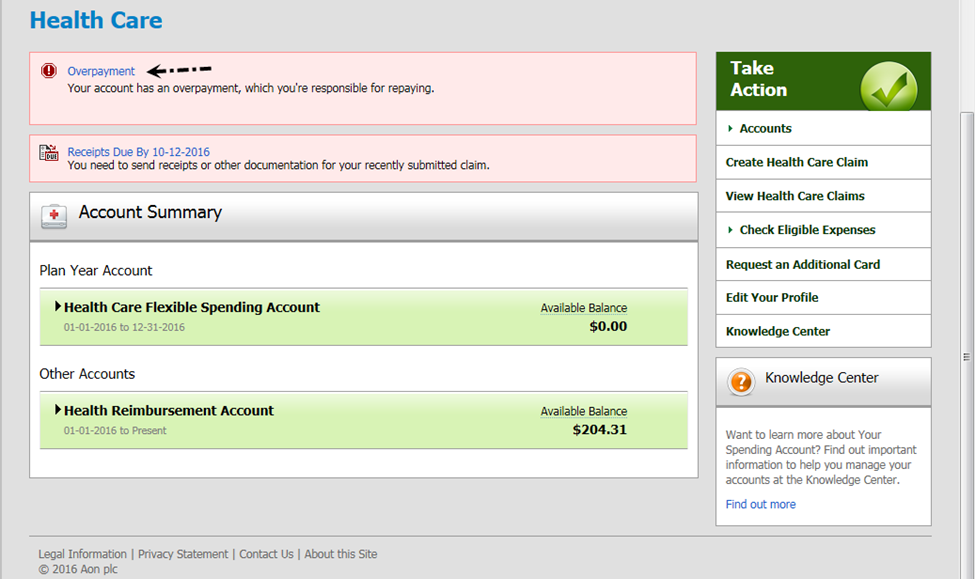 Health Care
Overpayment
Your account has an overpayment, which you're responsible for repaying.
DUE
Receipts Due By 10-12-2016
You need to send receipts or other documentation for your recently submitted claim.
Account Summary
Plan Year Account
Health Care Flexible Spending Account
01-01-2016 to 12-31-2016
Available Balance
$0.00
Other Accounts
Health Reimbursement Account
01-01-2016 to Present
Available Balance
$204.31
Take
Action
Accounts
Create Health Care Claim
View Health Care Claims
Check Eligible Expenses
Request an Additional Card
Edit Your Profile
Knowledge Center
Knowledge Center
Want to learn more about Your
Spending Account? Find out important
information to help you manage your
accounts at the Knowledge Center.
Find out more
Legal Information | Privacy Statement | Contact Us | About this Site
© 2016 Aon plc